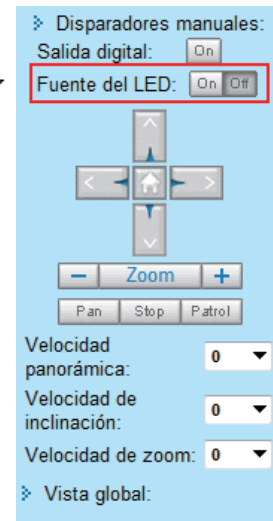 Disparadores manuales:
Salida digital: On
Fuente del LED: On Off
− Zoom +
Pan Stop Patrol
Velocidad
panorámica: 0
Velocidad de
inclinación: 0
Velocidad de zoom: 0
Vista global: